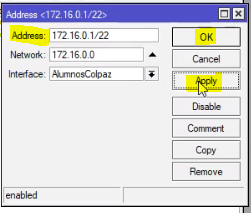 Address <172.16.0.1/22>
Address: 172.16.0.1/22 OK
Network: 172.16.0.0 Cancel
Interface: AlumnosColpaz Apply
Disable
Comment
Copy
Remove
enabled